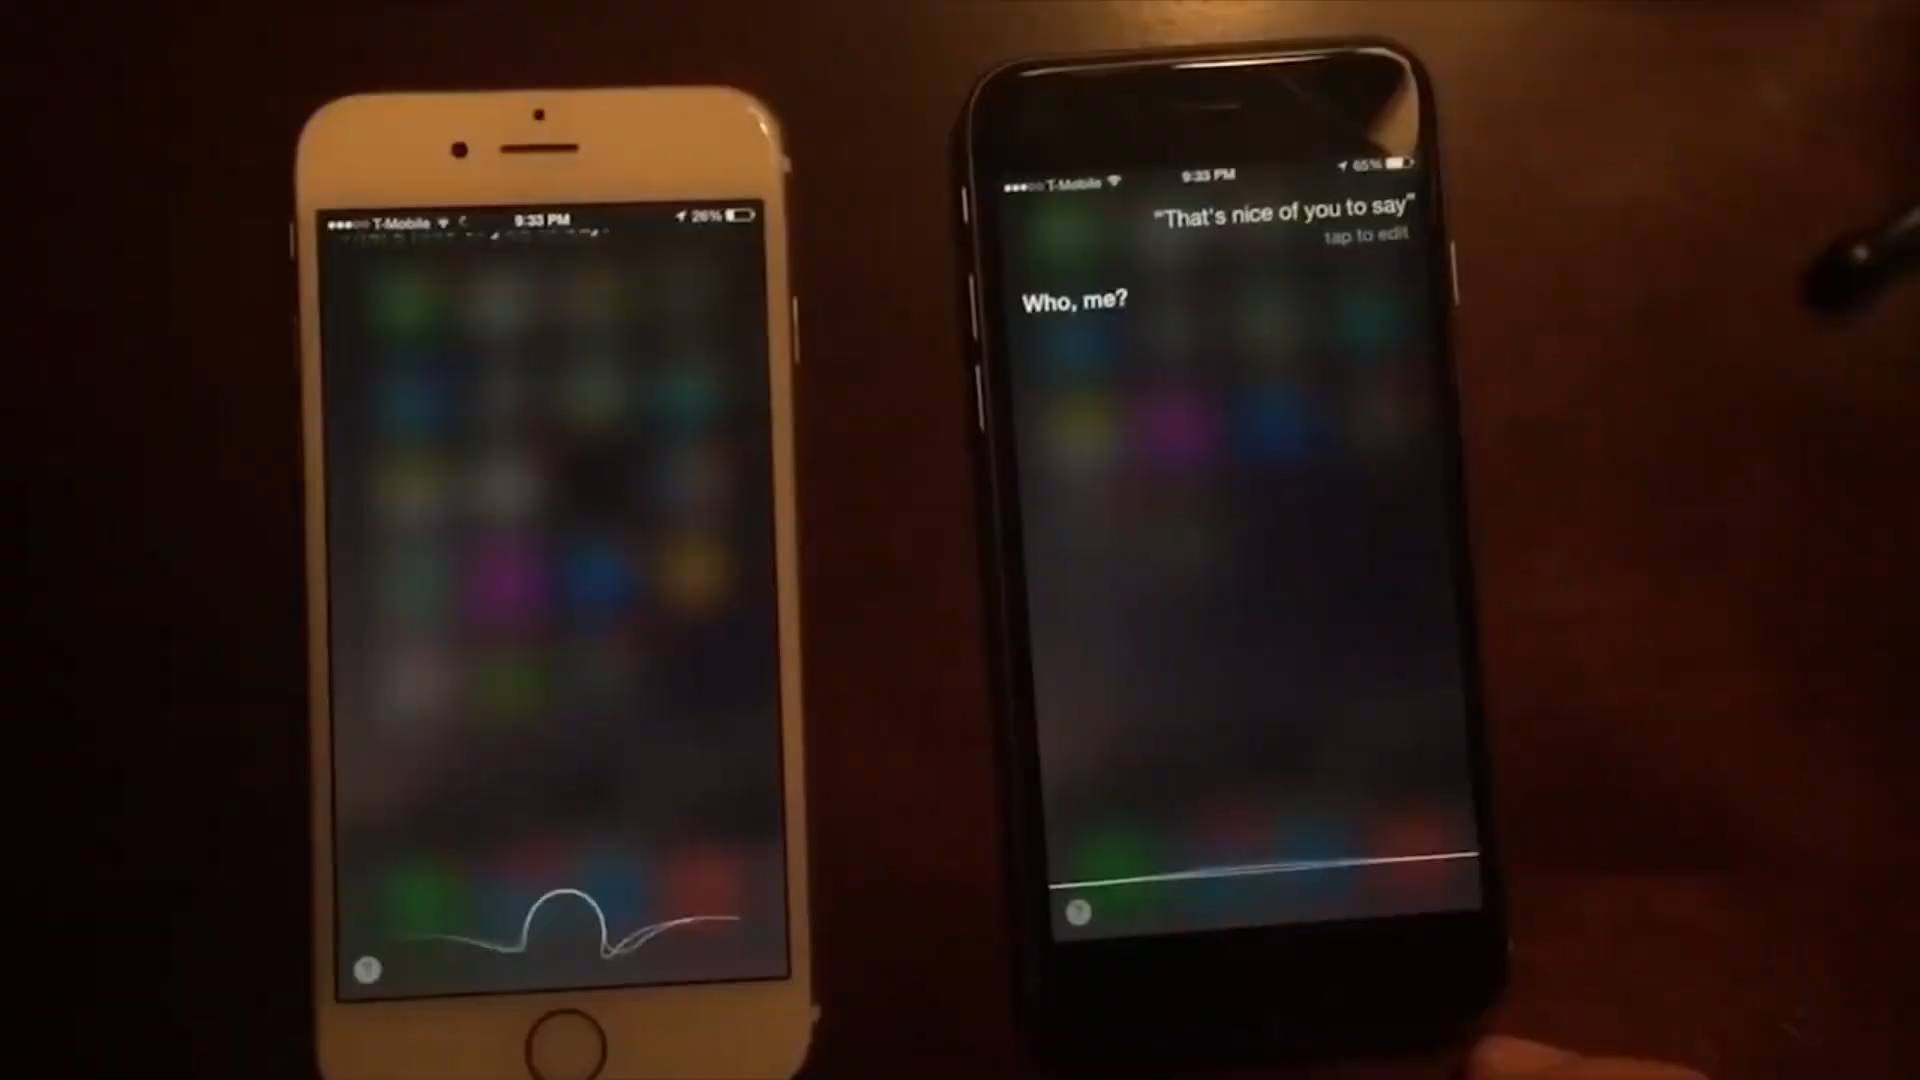 T-Mobile 9:33 PM 26%
T-Mobile 9:33 PM 65%
"That's nice of you to say"
tap to edit
Who, me?
?